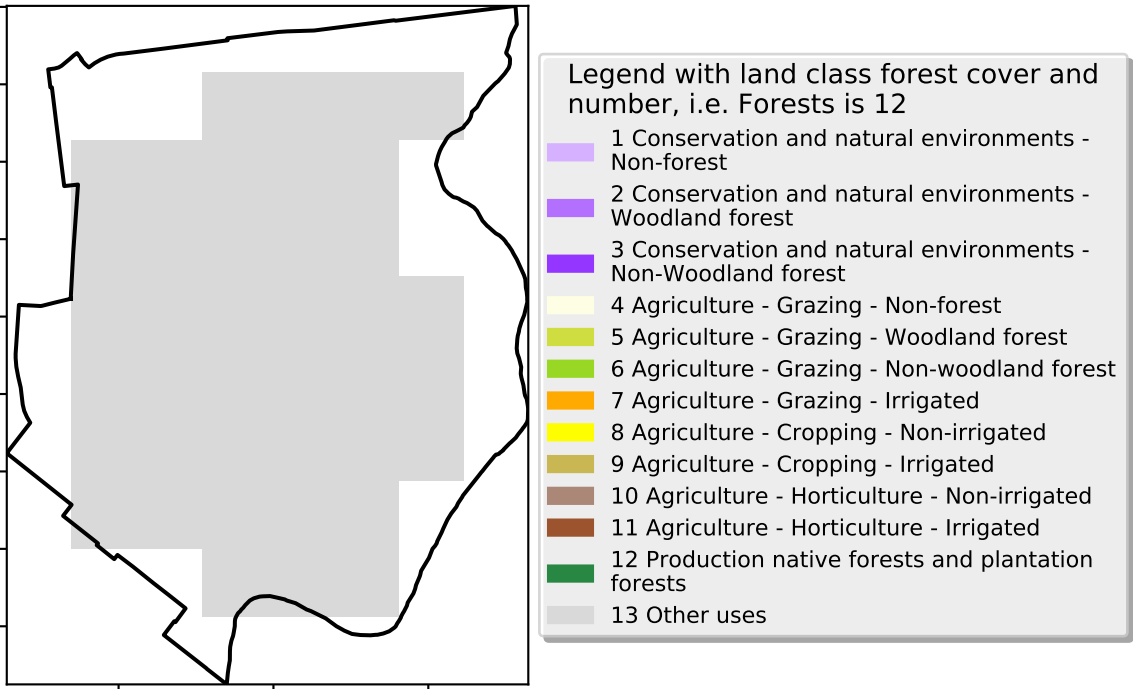 Legend with land class forest cover and
number, i.e. Forests is 12
1 Conservation and natural environments -
Non-forest
2 Conservation and natural environments -
Woodland forest
3 Conservation and natural environments -
Non-Woodland forest
4 Agriculture - Grazing - Non-forest
5 Agriculture - Grazing - Woodland forest
6 Agriculture - Grazing - Non-woodland forest
7 Agriculture - Grazing - Irrigated
8 Agriculture - Cropping - Non-irrigated
9 Agriculture - Cropping - Irrigated
10 Agriculture - Horticulture - Non-irrigated
11 Agriculture - Horticulture - Irrigated
12 Production native forests and plantation
forests
13 Other uses